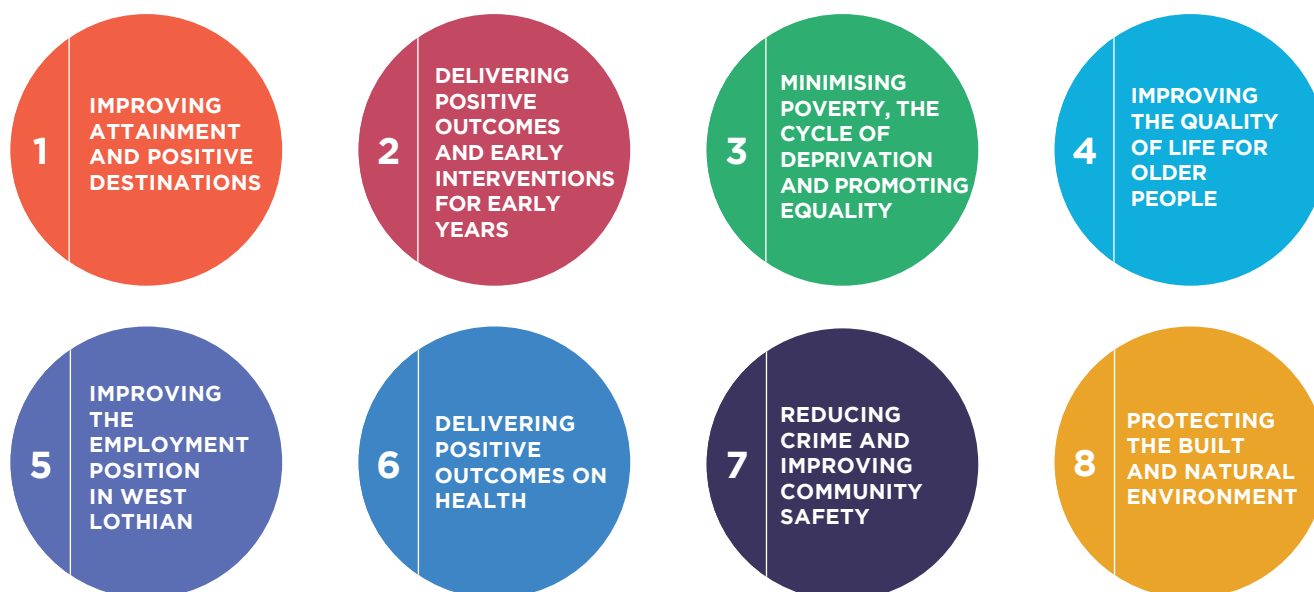 1
IMPROVING
ATTAINMENT
AND POSITIVE
DESTINATIONS
2
DELIVERING
POSITIVE
OUTCOMES
AND EARLY
INTERVENTIONS
FOR EARLY
YEARS
3
MINIMISING
POVERTY, THE
CYCLE OF
DEPRIVATION
AND PROMOTING
EQUALITY
4
IMPROVING
THE QUALITY
OF LIFE FOR
OLDER
PEOPLE
5
IMPROVING
THE
EMPLOYMENT
POSITION
IN WEST
LOTHIAN
6
DELIVERING
POSITIVE
OUTCOMES ON
HEALTH
7
REDUCING
CRIME AND
IMPROVING
COMMUNITY
SAFETY
8
PROTECTING
THE BUILT
AND NATURAL
ENVIRONMENT